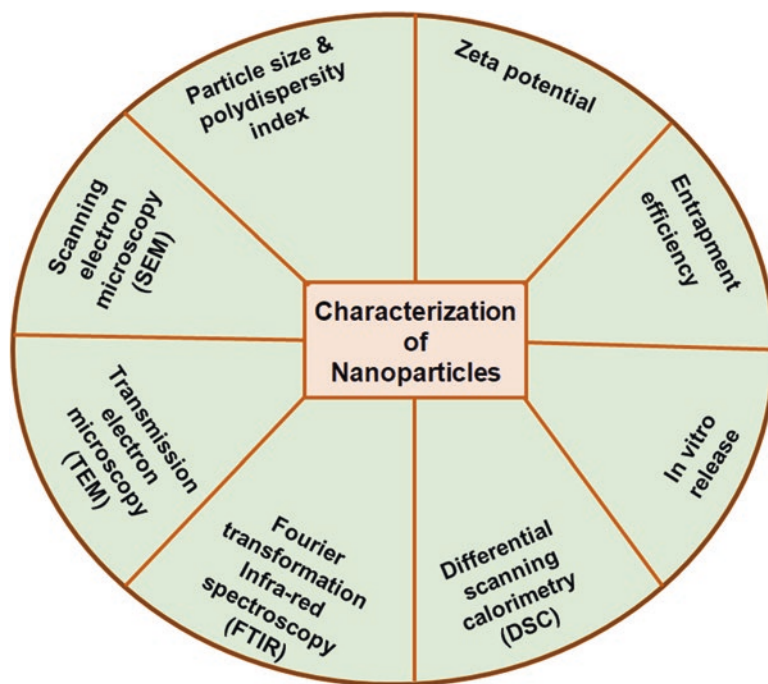 Particle size &
polydispersity
index
Zeta potential
Entrapment
efficiency
In vitro
release
Differential
scanning
calorimetry
(DSC)
Fourier
transformation
Infra-red
spectroscopy
(FTIR)
Transmission
electron
microscopy
(TEM)
Scanning
electron
microscopy
(SEM)
Characterization
of
Nanoparticles